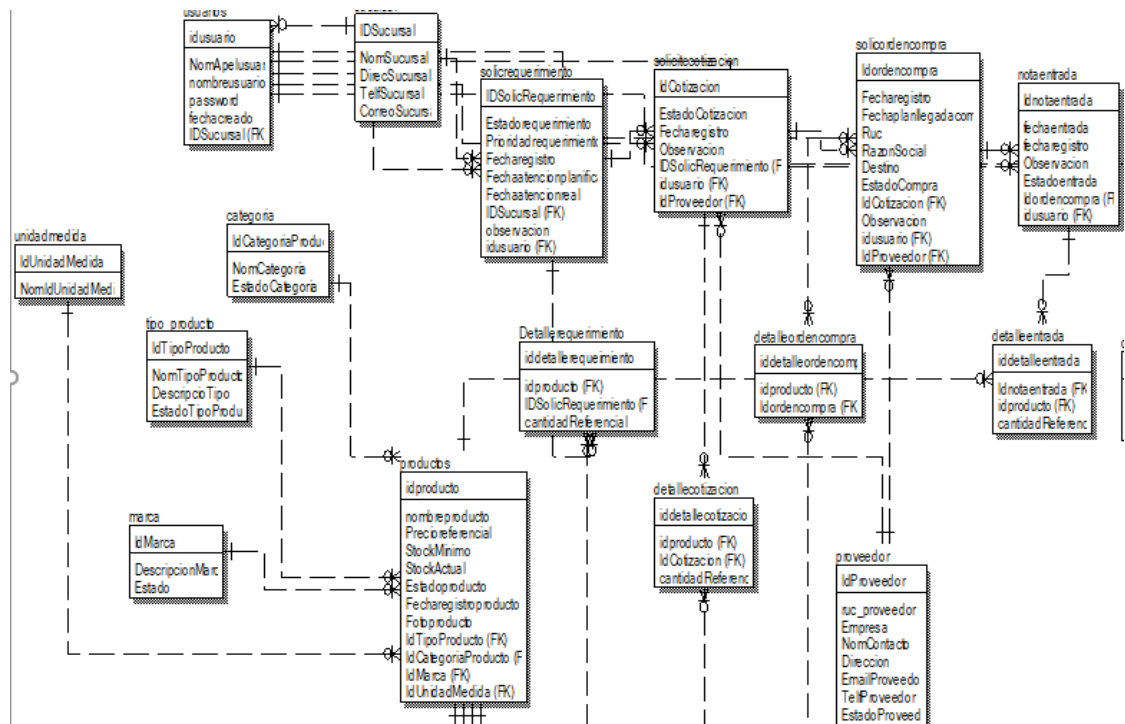 usuarios
idusuario
NomApelusuar
nombreusuario
password
fechacreado
IDSucursal (FK
IDSucursal
NomSucursal
DirecSucursal
TelfSucursal
CorreoSucursa
solicrequerimiento
IDSolicRequerimiento
Estadorequerimiento
Prioridadrequerimiento
Fecharegistro
Fechaatencionplanific
Fechaatencionreal
IDSucursal (FK)
observacion
idusuario (FK)
solicitecotizacion
IdCotizacion
EstadoCotizacion
Fecharegistro
Observacion
IDSolicRequerimiento (F
idusuario (FK)
IdProveedor (FK)
solicordencompra
Idordencompra
Fecharegistro
Fechaplanllegadacom
Ruc
RazonSocial
Destino
EstadoCompra
IdCotizacion (FK)
Observacion
idusuario (FK)
IdProveedor (FK)
notaentrada
Idnotaentrada
fechaentrada
fecharegistro
Observacion
Estadoentrada
Idordencompra (F
idusuario (FK)
unidadmedida
IdUnidadMedida
NomIdUnidadMedi
categoria
IdCategoriaProdu
NomCategoria
EstadoCategoria
tipo_producto
IdTipoProducto
NomTipoProducto
DescripcioTipo
EstadoTipoProdu
Detallerequerimiento
iddetallerequeimiento
idproducto (FK)
IDSolicRequerimiento (F
cantidadReferencial
detalleordencompra
iddetalleordencomp
idproducto (FK)
Idordencompra (FK
detalleentrada
iddetalleentrada
Idnotaentrada (FK
idproducto (FK)
cantidadReferenc
marca
IdMarca
DescripcionMarc
Estado
productos
idproducto
nombreproducto
Precioreferencial
StockMinimo
StockActual
Estadoproducto
Fecharegistroproducto
Fotoproducto
IdTipoProducto (FK)
IdCategoriaProducto (F
IdMarca (FK)
IdUnidadMedida (FK)
detallecotizacion
iddetallecotizacio
idproducto (FK)
IdCotizacion (FK)
cantidadReferenc
proveedor
IdProveedor
ruc_proveedor
Empresa
NomContacto
Direccion
EmailProveedo
TelfProveedor
EstadoProveed